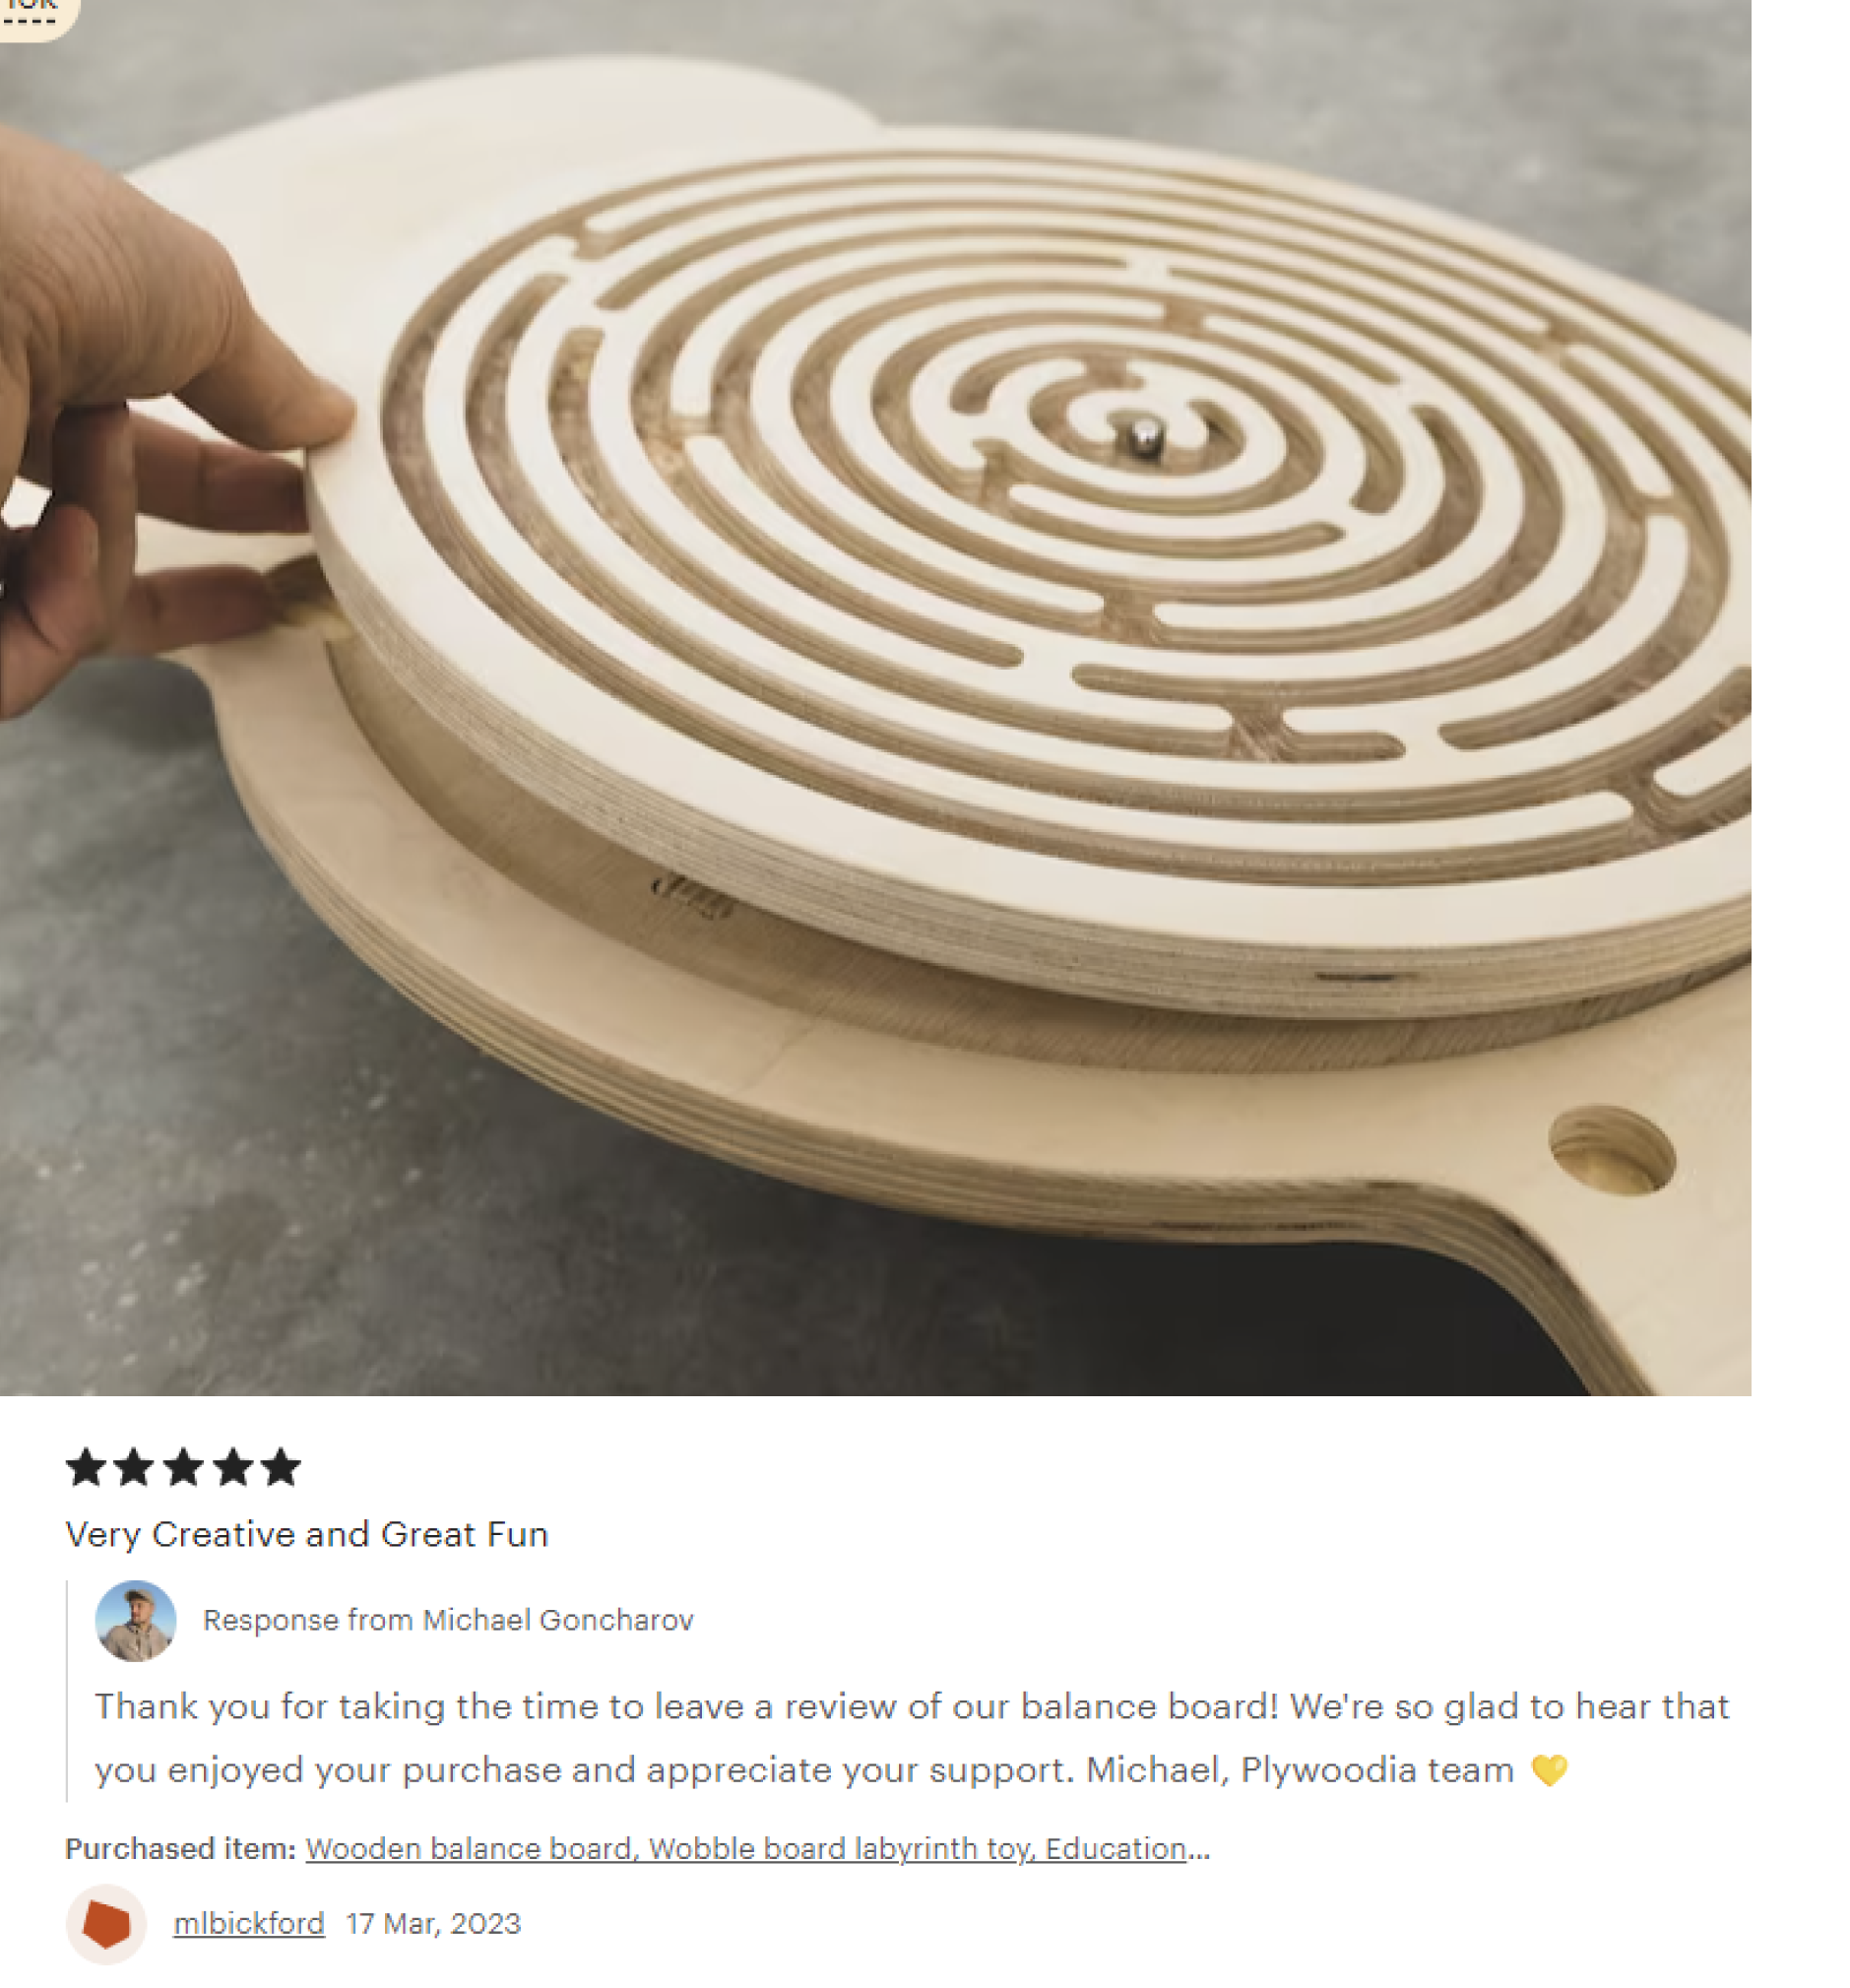 Very Creative and Great Fun
Response from Michael Goncharov
Thank you for taking the time to leave a review of our balance board! We're so glad to hear that
you enjoyed your purchase and appreciate your support. Michael, Plywoodia team 💛
Purchased item: Wooden balance board, Wobble board labyrinth toy, Education...
mlbickford 17 Mar, 2023